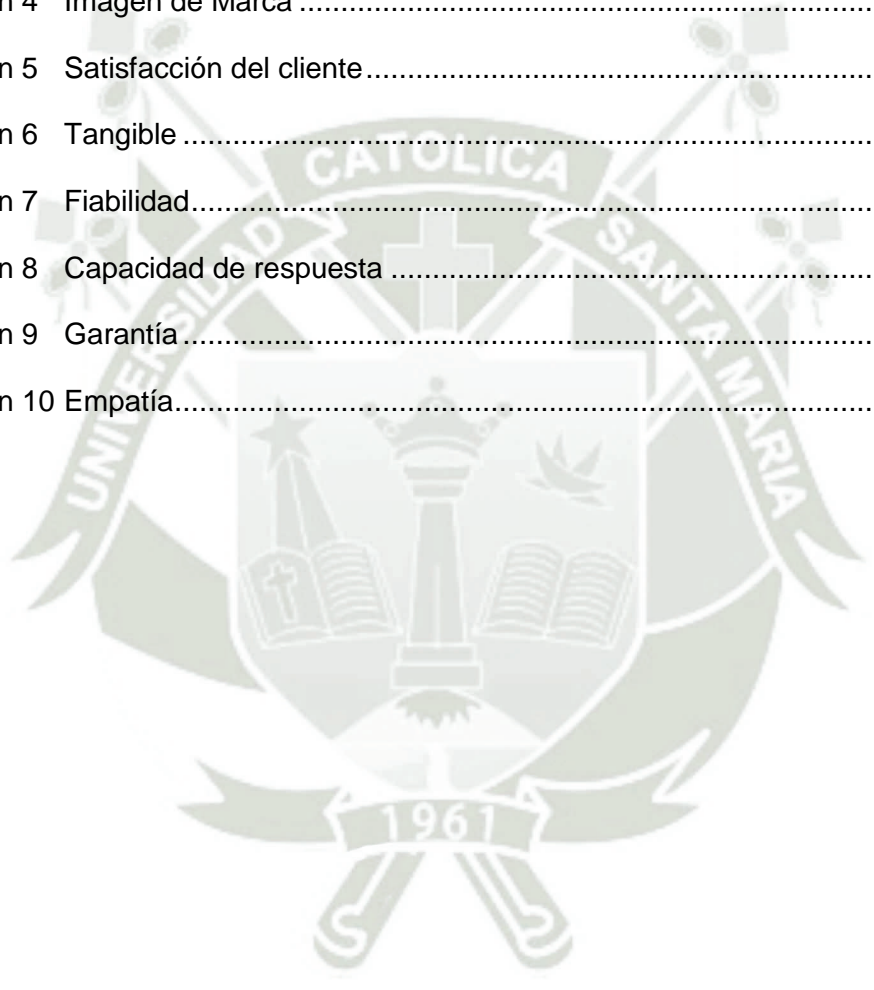 n 4 Imagen de Marca ..............................................................................
n 5 Satisfacción del cliente ..............................................................................
n 6 Tangible ..............................................................................
n 7 Fiabilidad..............................................................................
n 8 Capacidad de respuesta ..............................................................................
n 9 Garantía ..............................................................................
n 10 Empatía..............................................................................
UNIVERSIDAD CATOLICA SANTA MARIA
1961